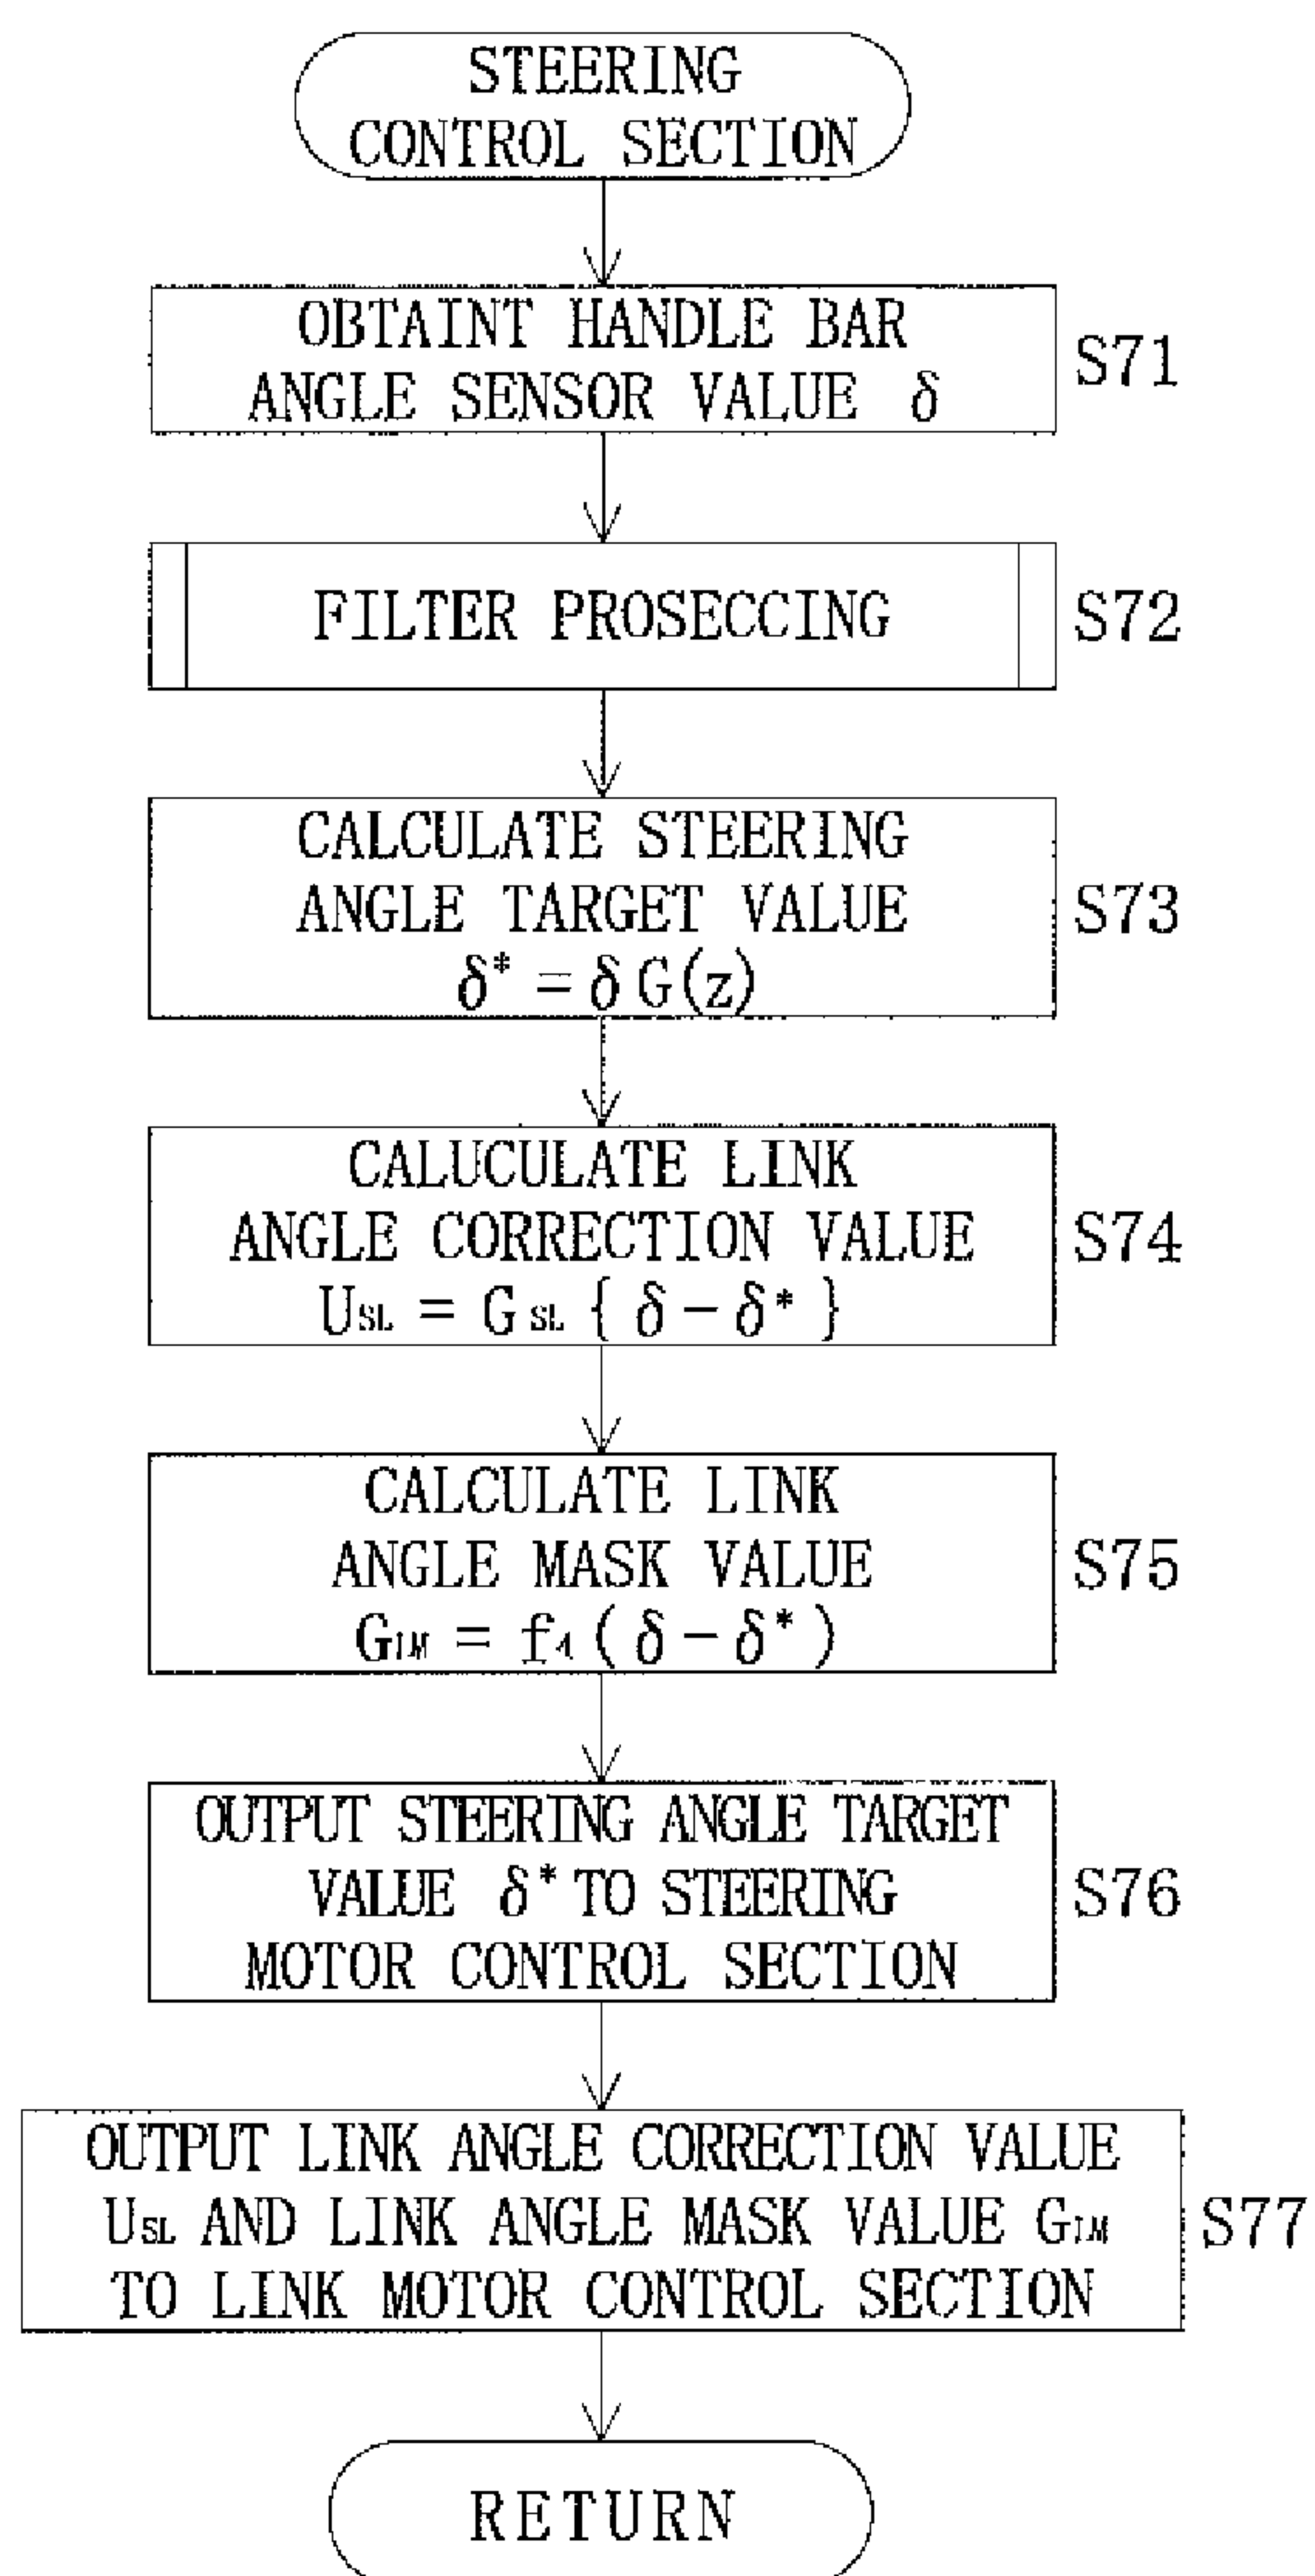 STEERING
CONTROL SECTION
OBTAINT HANDLE BAR
ANGLE SENSOR VALUE δ
S71
FILTER PROSECCING
S72
CALCULATE STEERING
ANGLE TARGET VALUE
δ* = δ G(z)
S73
CALUCULATE LINK
ANGLE CORRECTION VALUE
USL = GSL { δ − δ* }
S74
CALCULATE LINK
ANGLE MASK VALUE
GIM = f4 ( δ − δ* )
S75
OUTPUT STEERING ANGLE TARGET
VALUE δ* TO STEERING
MOTOR CONTROL SECTION
S76
OUTPUT LINK ANGLE CORRECTION VALUE
USL AND LINK ANGLE MASK VALUE GIM
TO LINK MOTOR CONTROL SECTION
S77
RETURN